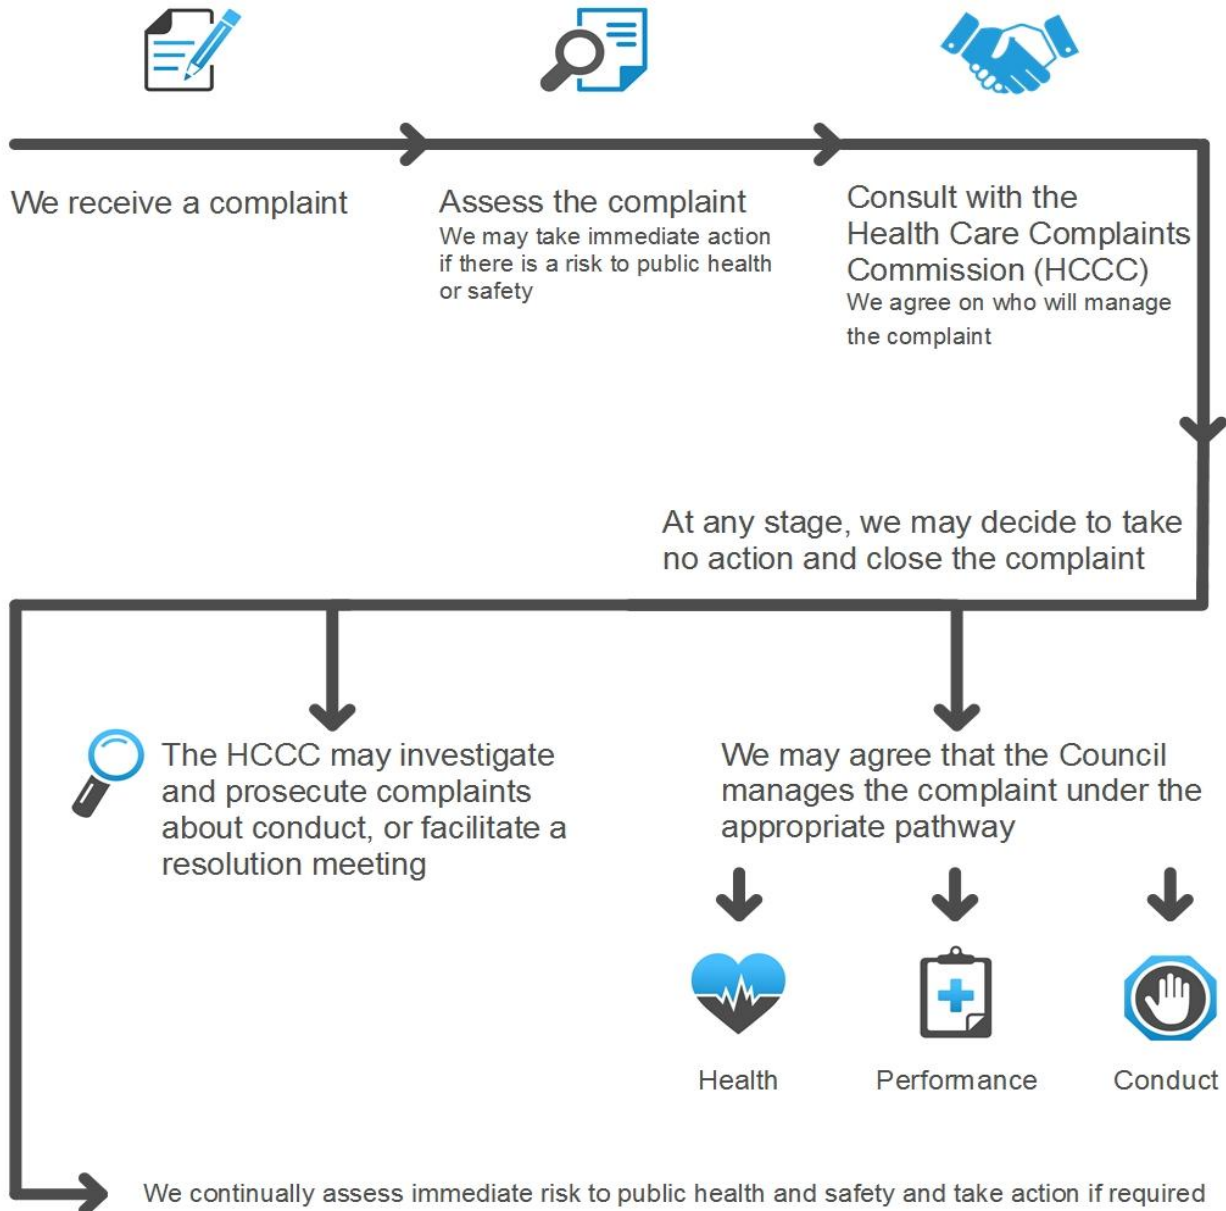 We receive a complaint
Assess the complaint
We may take immediate action
if there is a risk to public health
or safety
Consult with the
Health Care Complaints
Commission (HCCC)
We agree on who will manage
the complaint
At any stage, we may decide to take
no action and close the complaint
The HCCC may investigate
and prosecute complaints
about conduct, or facilitate a
resolution meeting
We may agree that the Council
manages the complaint under the
appropriate pathway
Health
Performance
Conduct
We continually assess immediate risk to public health and safety and take action if required